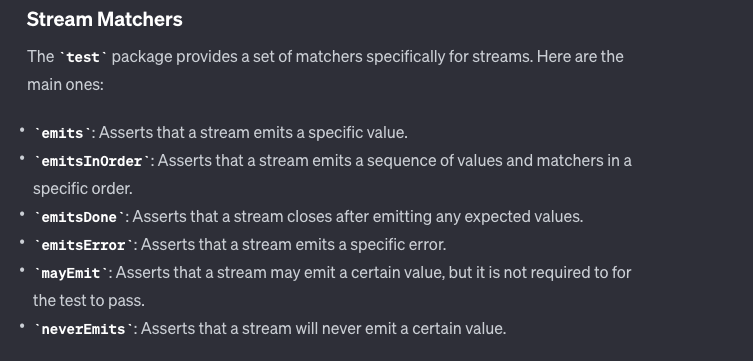 Stream Matchers
The `test` package provides a set of matchers specifically for streams. Here are the
main ones:
• `emits`: Asserts that a stream emits a specific value.
• `emitsInOrder`: Asserts that a stream emits a sequence of values and matchers in a
specific order.
• `emitsDone`: Asserts that a stream closes after emitting any expected values.
• `emitsError`: Asserts that a stream emits a specific error.
• `mayEmit`: Asserts that a stream may emit a certain value, but it is not required to for
the test to pass.
• `neverEmits`: Asserts that a stream will never emit a certain value.